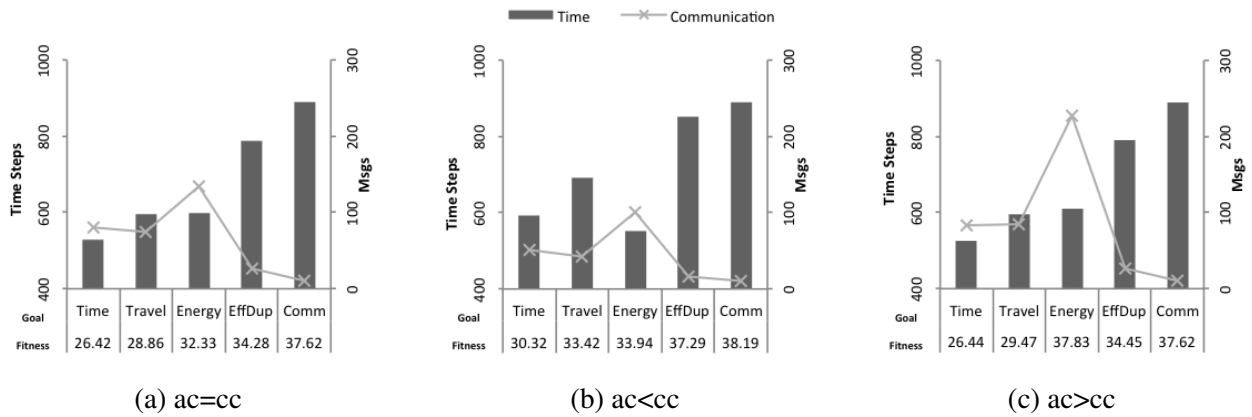 Time Communication
1000 800 600 400
Time Steps
300 200 100 0
Msgs
Goal Time Travel Energy EffDup Comm
Fitness 26.42 28.86 32.33 34.28 37.62
(a) ac=cc
1000 800 600 400
Time Steps
300 200 100 0
Msgs
Goal Time Travel Energy EffDup Comm
Fitness 30.32 33.42 33.94 37.29 38.19
(b) ac<cc
1000 800 600 400
Time Steps
300 200 100 0
Msgs
Goal Time Travel Energy EffDup Comm
Fitness 26.44 29.47 37.83 34.45 37.62
(c) ac>cc